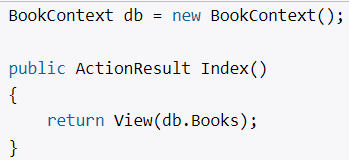 BookContext db = new BookContext();
public ActionResult Index()
{
    return View(db.Books);
}